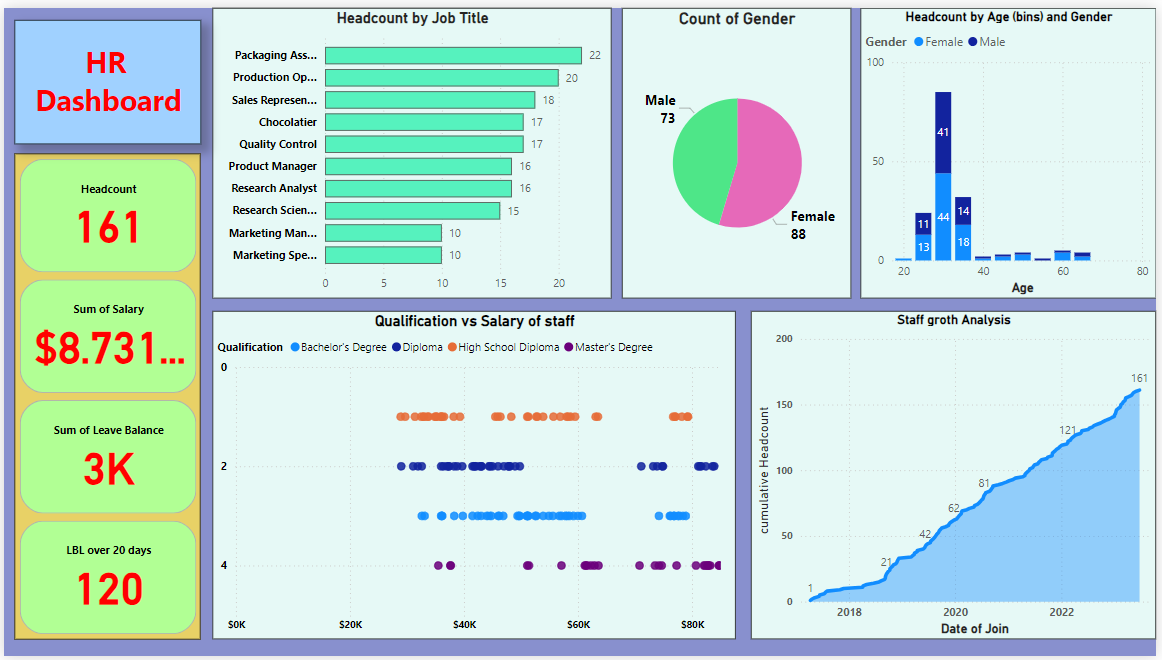 HR
Dashboard
Headcount
161
Sum of Salary
$8.731...
Sum of Leave Balance
3K
LBL over 20 days
120
Headcount by Job Title
Packaging Ass... 22
Production Op... 20
Sales Represen... 18
Chocolatier 17
Quality Control 17
Product Manager 16
Research Analyst 16
Research Scien... 15
Marketing Man... 10
Marketing Spe... 10
0 5 10 15 20
Count of Gender
Male
73
Female
88
Headcount by Age (bins) and Gender
Gender Female Male
100
50
0
41
44
11
13
14
18
20 40 60 80
Age
Qualification vs Salary of staff
Qualification Bachelor's Degree Diploma High School Diploma Master's Degree
0
2
4
$0K $20K $40K $60K $80K
Staff groth Analysis
cumulative Headcount
200
150
100
50
0
1
21
42
62
81
121
161
2018 2020 2022
Date of Join